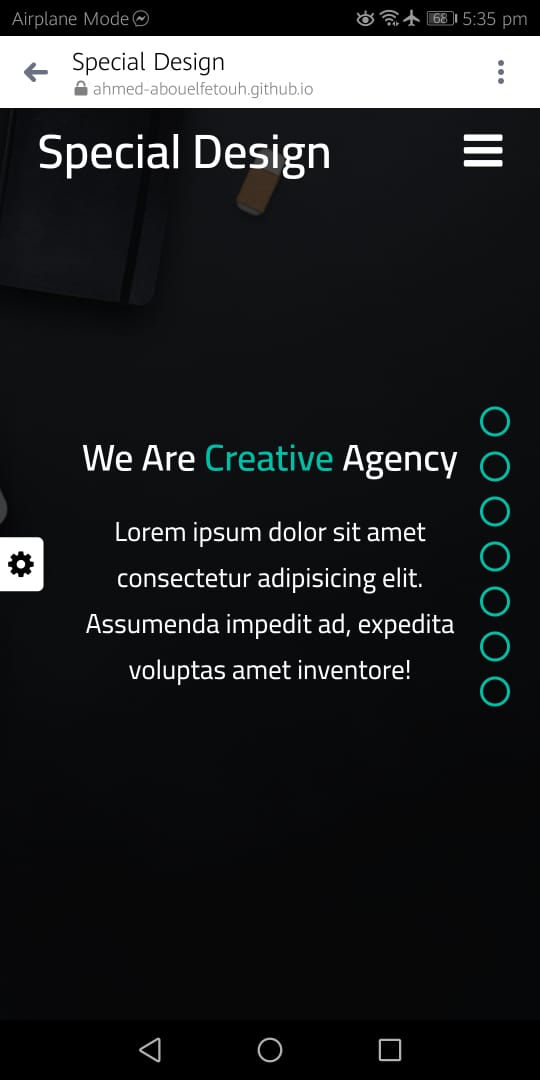 Airplane Mode
68 5:35 pm
Special Design
ahmed-abouelfetouh.github.io
Special Design
We Are Creative Agency
Lorem ipsum dolor sit amet
consectetur adipisicing elit.
Assumenda impedit ad, expedita
voluptas amet inventore!